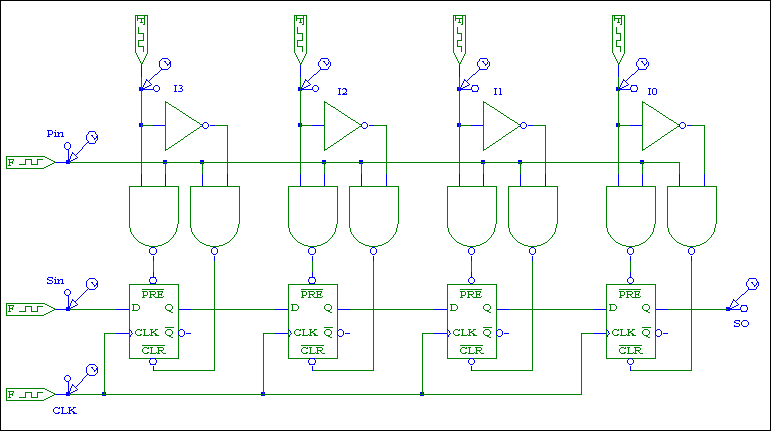 I3 I2 I1 I0
Pin
F
Sin
PRE PRE PRE PRE
F
D Q D Q D Q D Q
SO
CLK Q CLK Q CLK Q CLK Q
CLR CLR CLR CLR
F
CLK